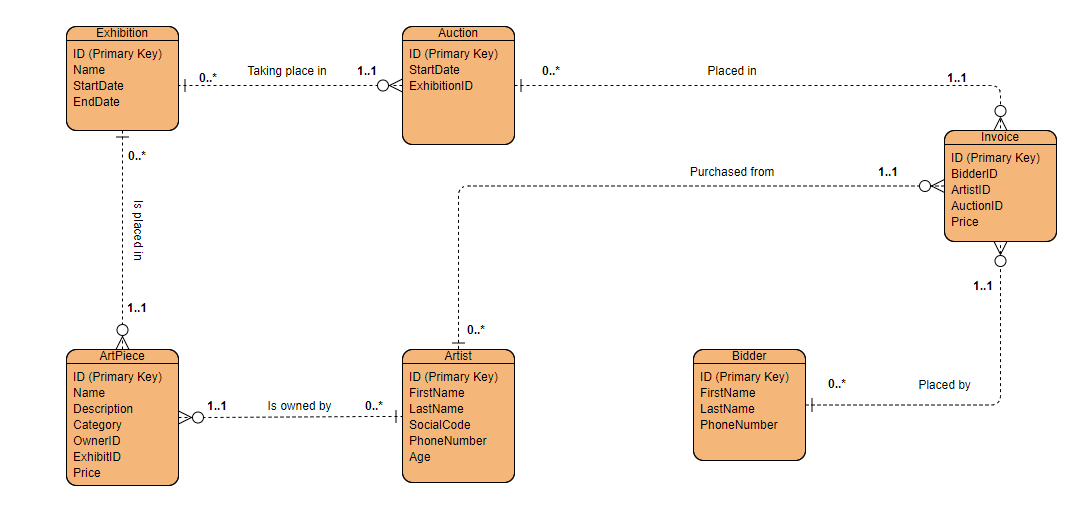 Exhibition
ID (Primary Key)
Name
StartDate
EndDate
0..*
Taking place in
1..1
Auction
ID (Primary Key)
StartDate
ExhibitionID
0..*
Placed in
1..1
Invoice
ID (Primary Key)
BidderID
ArtistID
AuctionID
Price
0..*
Is placed in
1..1
Purchased from
1..1
0..*
1..1
ArtPiece
ID (Primary Key)
Name
Description
Category
OwnerID
ExhibitID
Price
1..1
Is owned by
0..*
Artist
ID (Primary Key)
FirstName
LastName
SocialCode
PhoneNumber
Age
Bidder
ID (Primary Key)
FirstName
LastName
PhoneNumber
0..*
Placed by